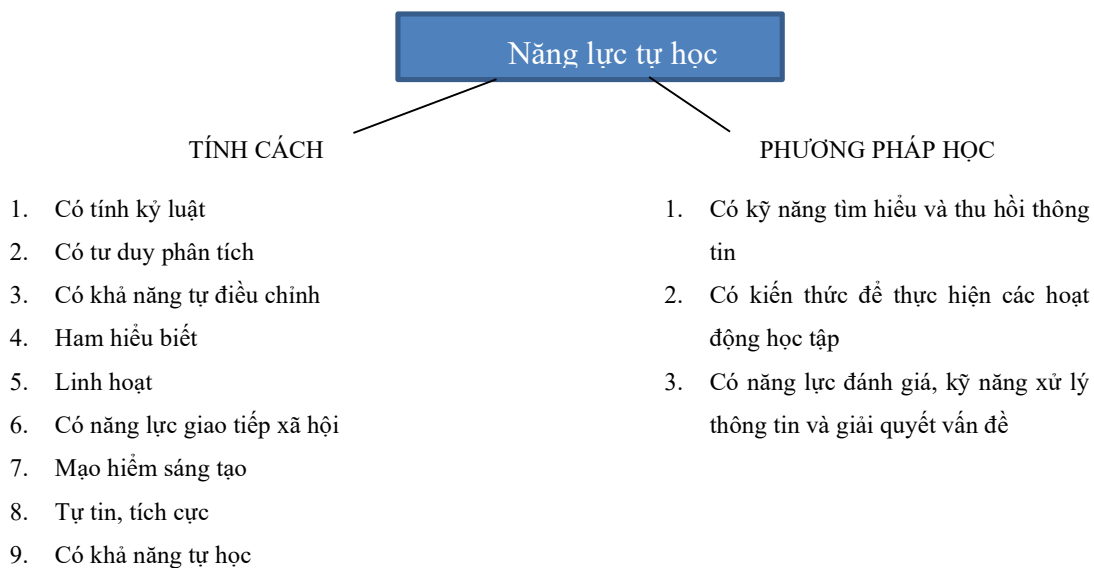 Năng lực tự học
TÍNH CÁCH
1. Có tính kỷ luật
2. Có tư duy phân tích
3. Có khả năng tự điều chỉnh
4. Ham hiểu biết
5. Linh hoạt
6. Có năng lực giao tiếp xã hội
7. Mạo hiểm sáng tạo
8. Tự tin, tích cực
9. Có khả năng tự học
PHƯƠNG PHÁP HỌC
1. Có kỹ năng tìm hiểu và thu hồi thông
tin
2. Có kiến thức để thực hiện các hoạt
động học tập
3. Có năng lực đánh giá, kỹ năng xử lý
thông tin và giải quyết vấn đề